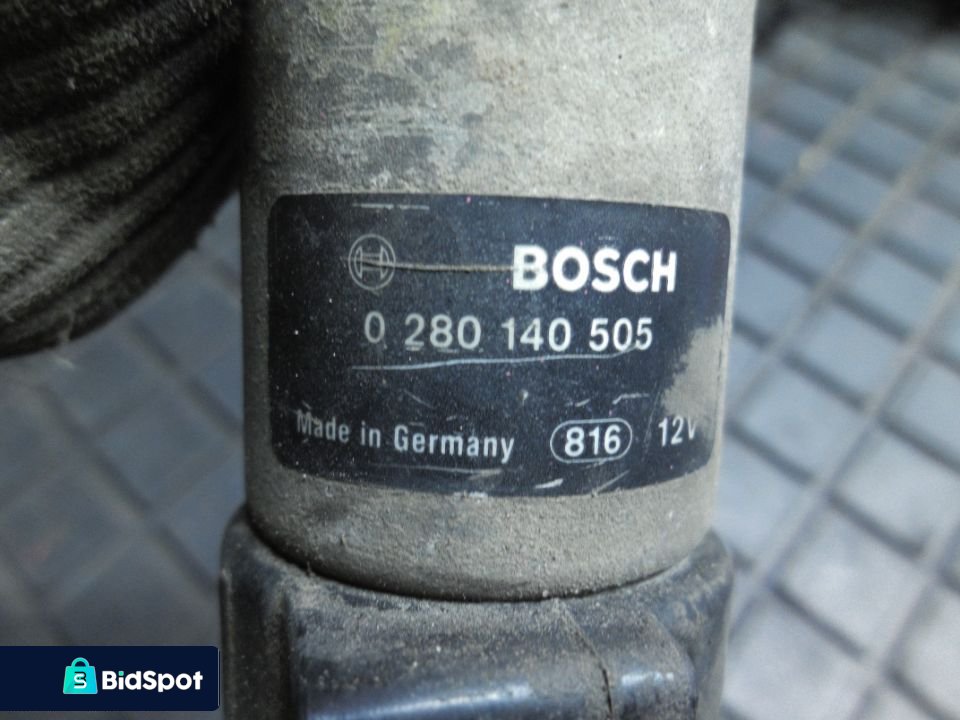 BOSCH
0 280 140 505
Made in Germany 816 12V
BidSpot